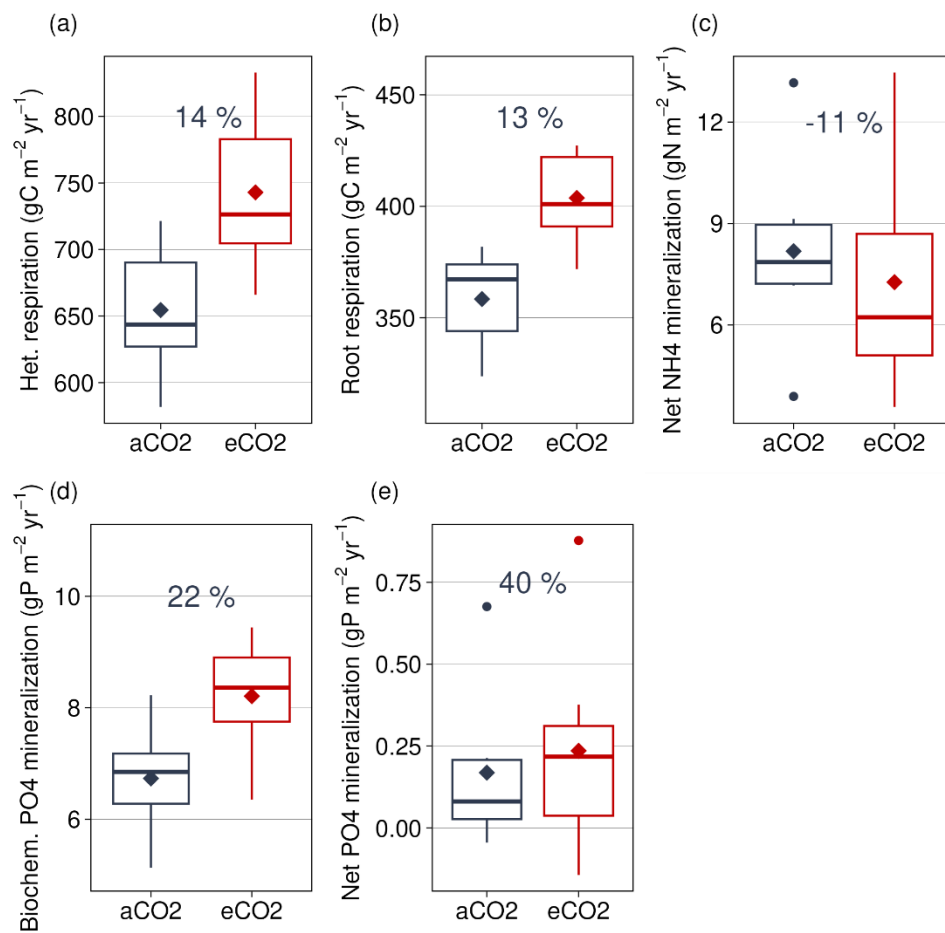 (a)
Het. respiration (gC m⁻² yr⁻¹)
800
750
700
650
600
14 %
aCO2 eCO2
(b)
Root respiration (gC m⁻² yr⁻¹)
450
400
350
13 %
aCO2 eCO2
(c)
Net NH4 mineralization (gN m⁻² yr⁻¹)
12
9
6
-11 %
aCO2 eCO2
(d)
Biochem. PO4 mineralization (gP m⁻² yr⁻¹)
10
8
6
22 %
aCO2 eCO2
(e)
Net PO4 mineralization (gP m⁻² yr⁻¹)
0.75
0.50
0.25
0.00
40 %
aCO2 eCO2